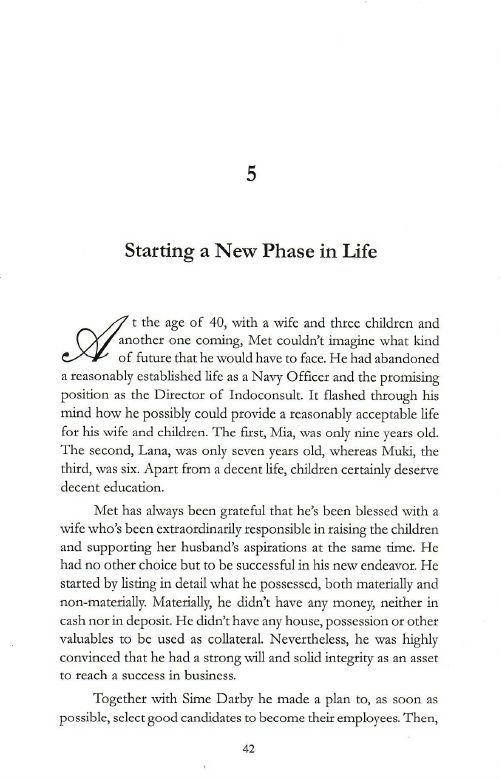 5
Starting a New Phase in Life
At the age of 40, with a wife and three children and
another one coming, Met couldn't imagine what kind
of future that he would have to face. He had abandoned
a reasonably established life as a Navy Officer and the promising
position as the Director of Indoconsult. It flashed through his
mind how he possibly could provide a reasonably acceptable life
for his wife and children. The first, Mia, was only nine years old.
The second, Lana, was only seven years old, whereas Muki, the
third, was six. Apart from a decent life, children certainly deserve
decent education.
Met has always been grateful that he's been blessed with a
wife who's been extraordinarily responsible in raising the children
and supporting her husband's aspirations at the same time. He
had no other choice but to be successful in his new endeavor. He
started by listing in detail what he possessed, both materially and
non-materially. Materially, he didn't have any money, neither in
cash nor in deposit. He didn't have any house, possession or other
valuables to be used as collateral. Nevertheless, he was highly
convinced that he had a strong will and solid integrity as an asset
to reach a success in business.
Together with Sime Darby he made a plan to, as soon as
possible, select good candidates to become their employees. Then,
42